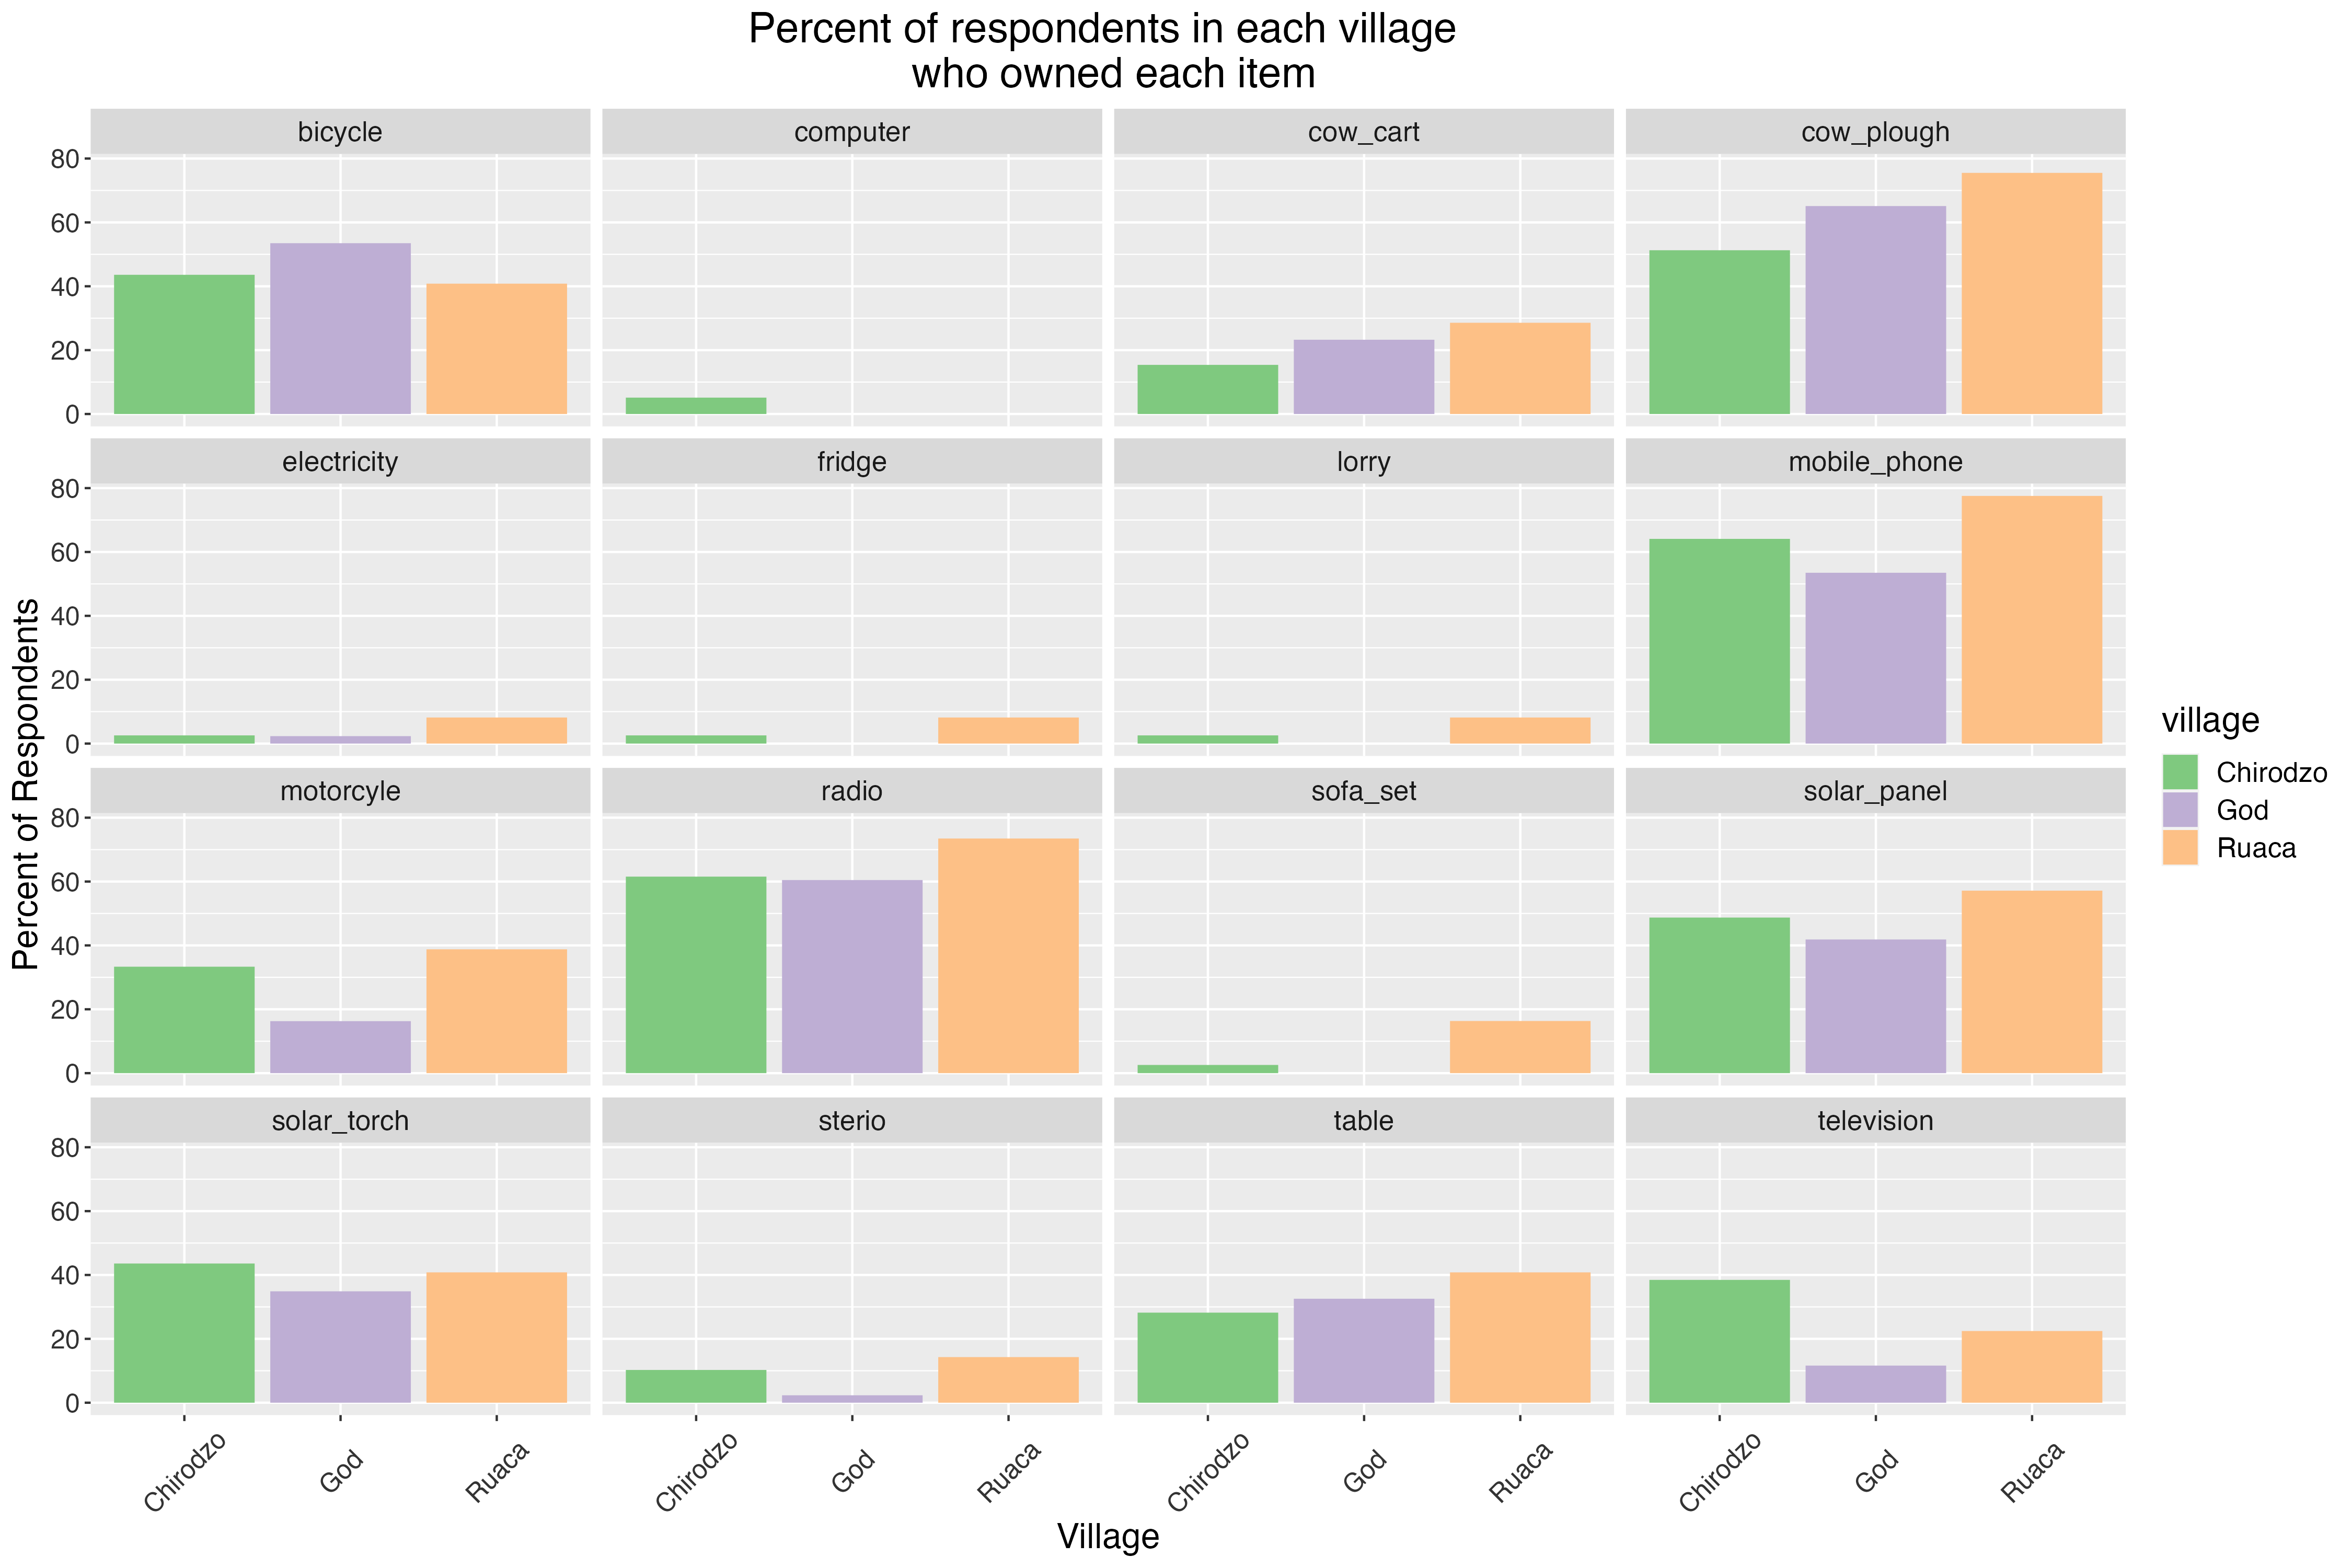 Percent of respondents in each village
who owned each item
bicycle
computer
cow_cart
cow_plough
80
60
40
20
0
electricity
fridge
lorry
mobile_phone
80
60
40
20
0
motorcyle
radio
sofa_set
solar_panel
80
60
40
20
0
solar_torch
sterio
table
television
80
60
40
20
0
Chirodzo
God
Ruaca
Chirodzo
God
Ruaca
Chirodzo
God
Ruaca
Chirodzo
God
Ruaca
Village
Percent of Respondents
village
Chirodzo
God
Ruaca